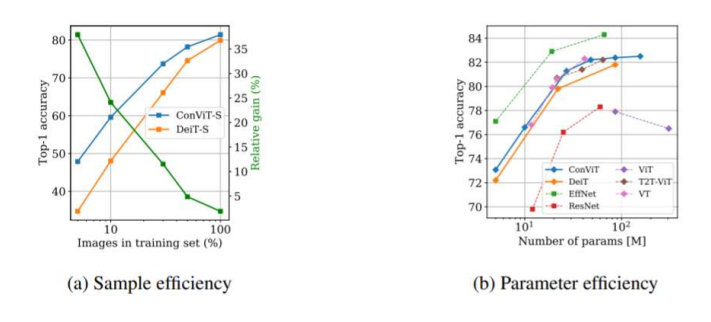 80
70
60
50
40
Top-1 accuracy
35
30
25
20
15
10
5
Relative gain (%)
ConViT-S
DeiT-S
10
100
Images in training set (%)
(a) Sample efficiency
84
82
80
78
76
74
72
70
Top-1 accuracy
ConViT
DeiT
EffNet
ResNet
ViT
T2T-ViT
VT
10¹
10²
Number of params [M]
(b) Parameter efficiency